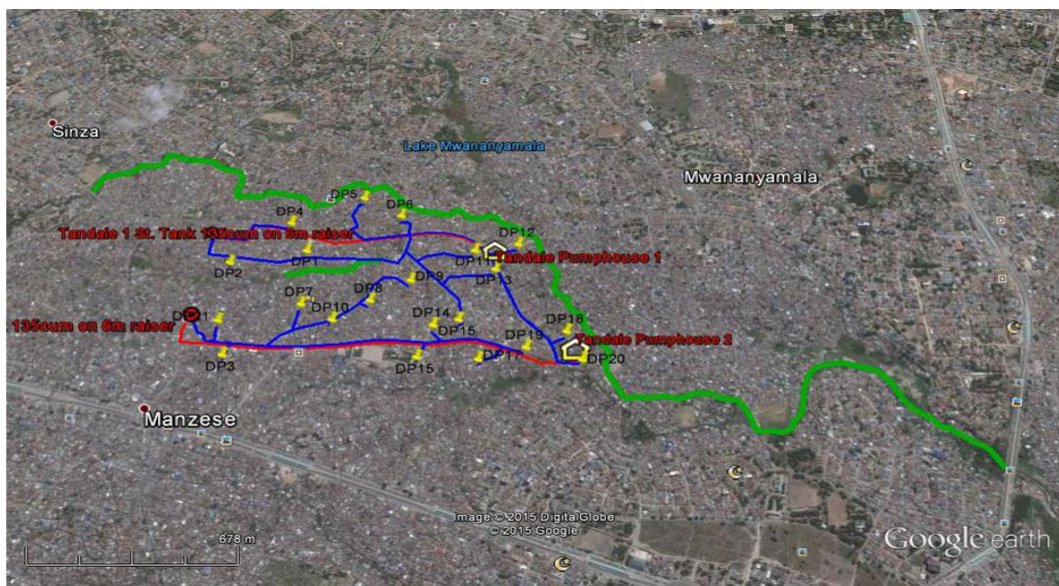 Sinza
Lake Mwananyamala
Mwananyamala
DP5
DP4
DP6
Tandale 1 St. Tank 135cum on 6m raiser
DP12
DP1
DP11
Tandale Pumphouse 1
DP2
DP13
DP9
DP7
DP8
DP10
135cum on 6m raiser
DP14
DP15
DP18
DP19
Tandale Pumphouse 2
DP3
DP15
DP17
DP20
Manzese
Image © 2015 DigitalGlobe
© 2015 Google
678 m
Google earth